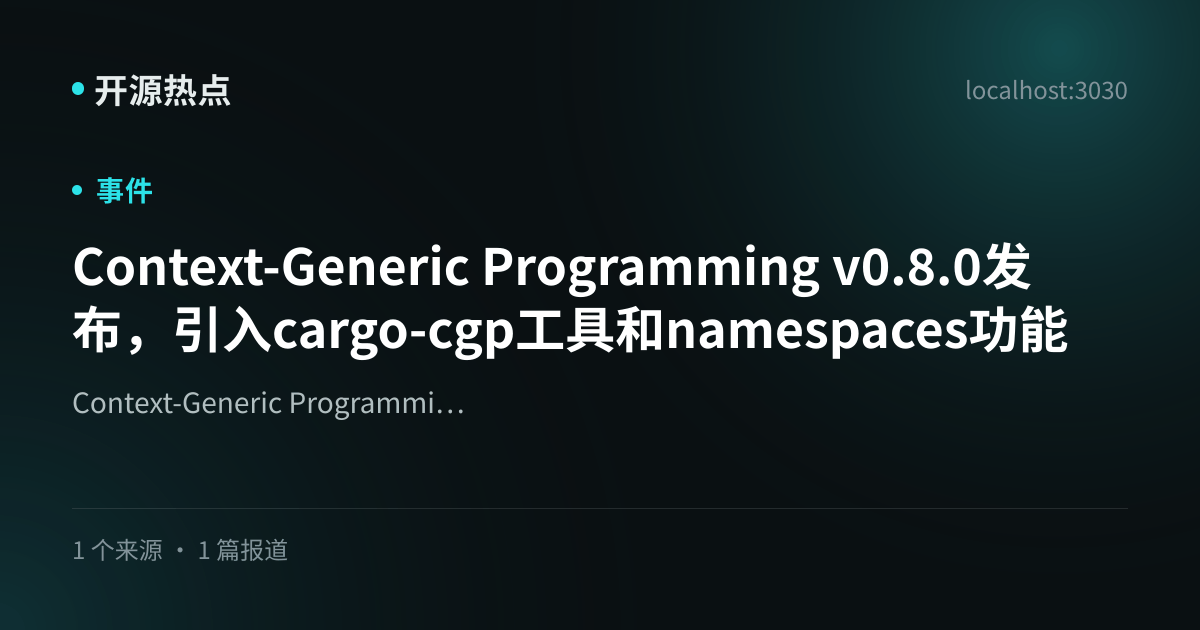 开源热点
localhost:3030
事件
Context-Generic Programming v0.8.0发
布，引入cargo-cgp工具和namespaces功能
Context-Generic Programmi…
1 个来源 · 1 篇报道